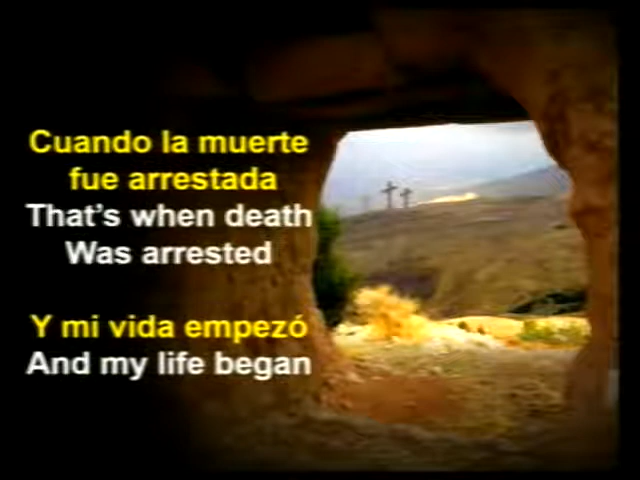 Cuando la muerte
fue arrestada
That's when death
Was arrested
Y mi vida empezó
And my life began